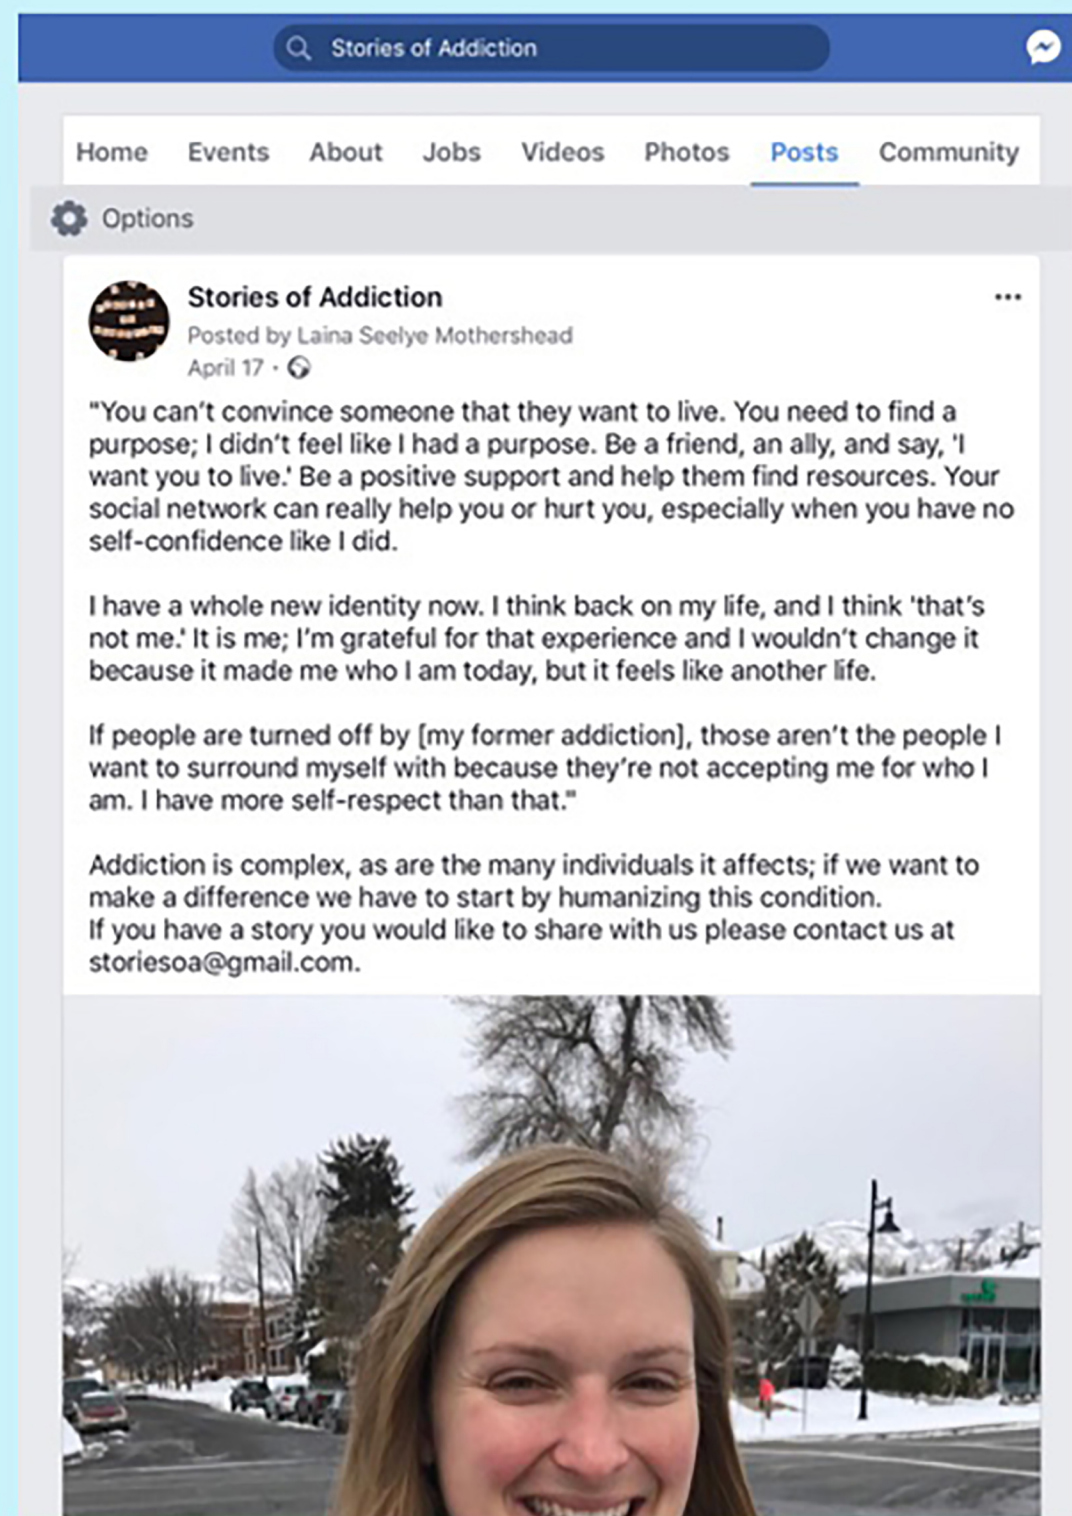 Stories of Addiction
Home Events About Jobs Videos Photos Posts Community
Options
Stories of Addiction
Posted by Laina Seelye Mothershead
April 17 ·
"You can't convince someone that they want to live. You need to find a
purpose; I didn't feel like I had a purpose. Be a friend, an ally, and say, 'I
want you to live.' Be a positive support and help them find resources. Your
social network can really help you or hurt you, especially when you have no
self-confidence like I did.
I have a whole new identity now. I think back on my life, and I think 'that's
not me.' It is me; I'm grateful for that experience and I wouldn't change it
because it made me who I am today, but it feels like another life.
If people are turned off by [my former addiction], those aren't the people I
want to surround myself with because they're not accepting me for who I
am. I have more self-respect than that."
Addiction is complex, as are the many individuals it affects; if we want to
make a difference we have to start by humanizing this condition.
If you have a story you would like to share with us please contact us at
storiesoa@gmail.com.